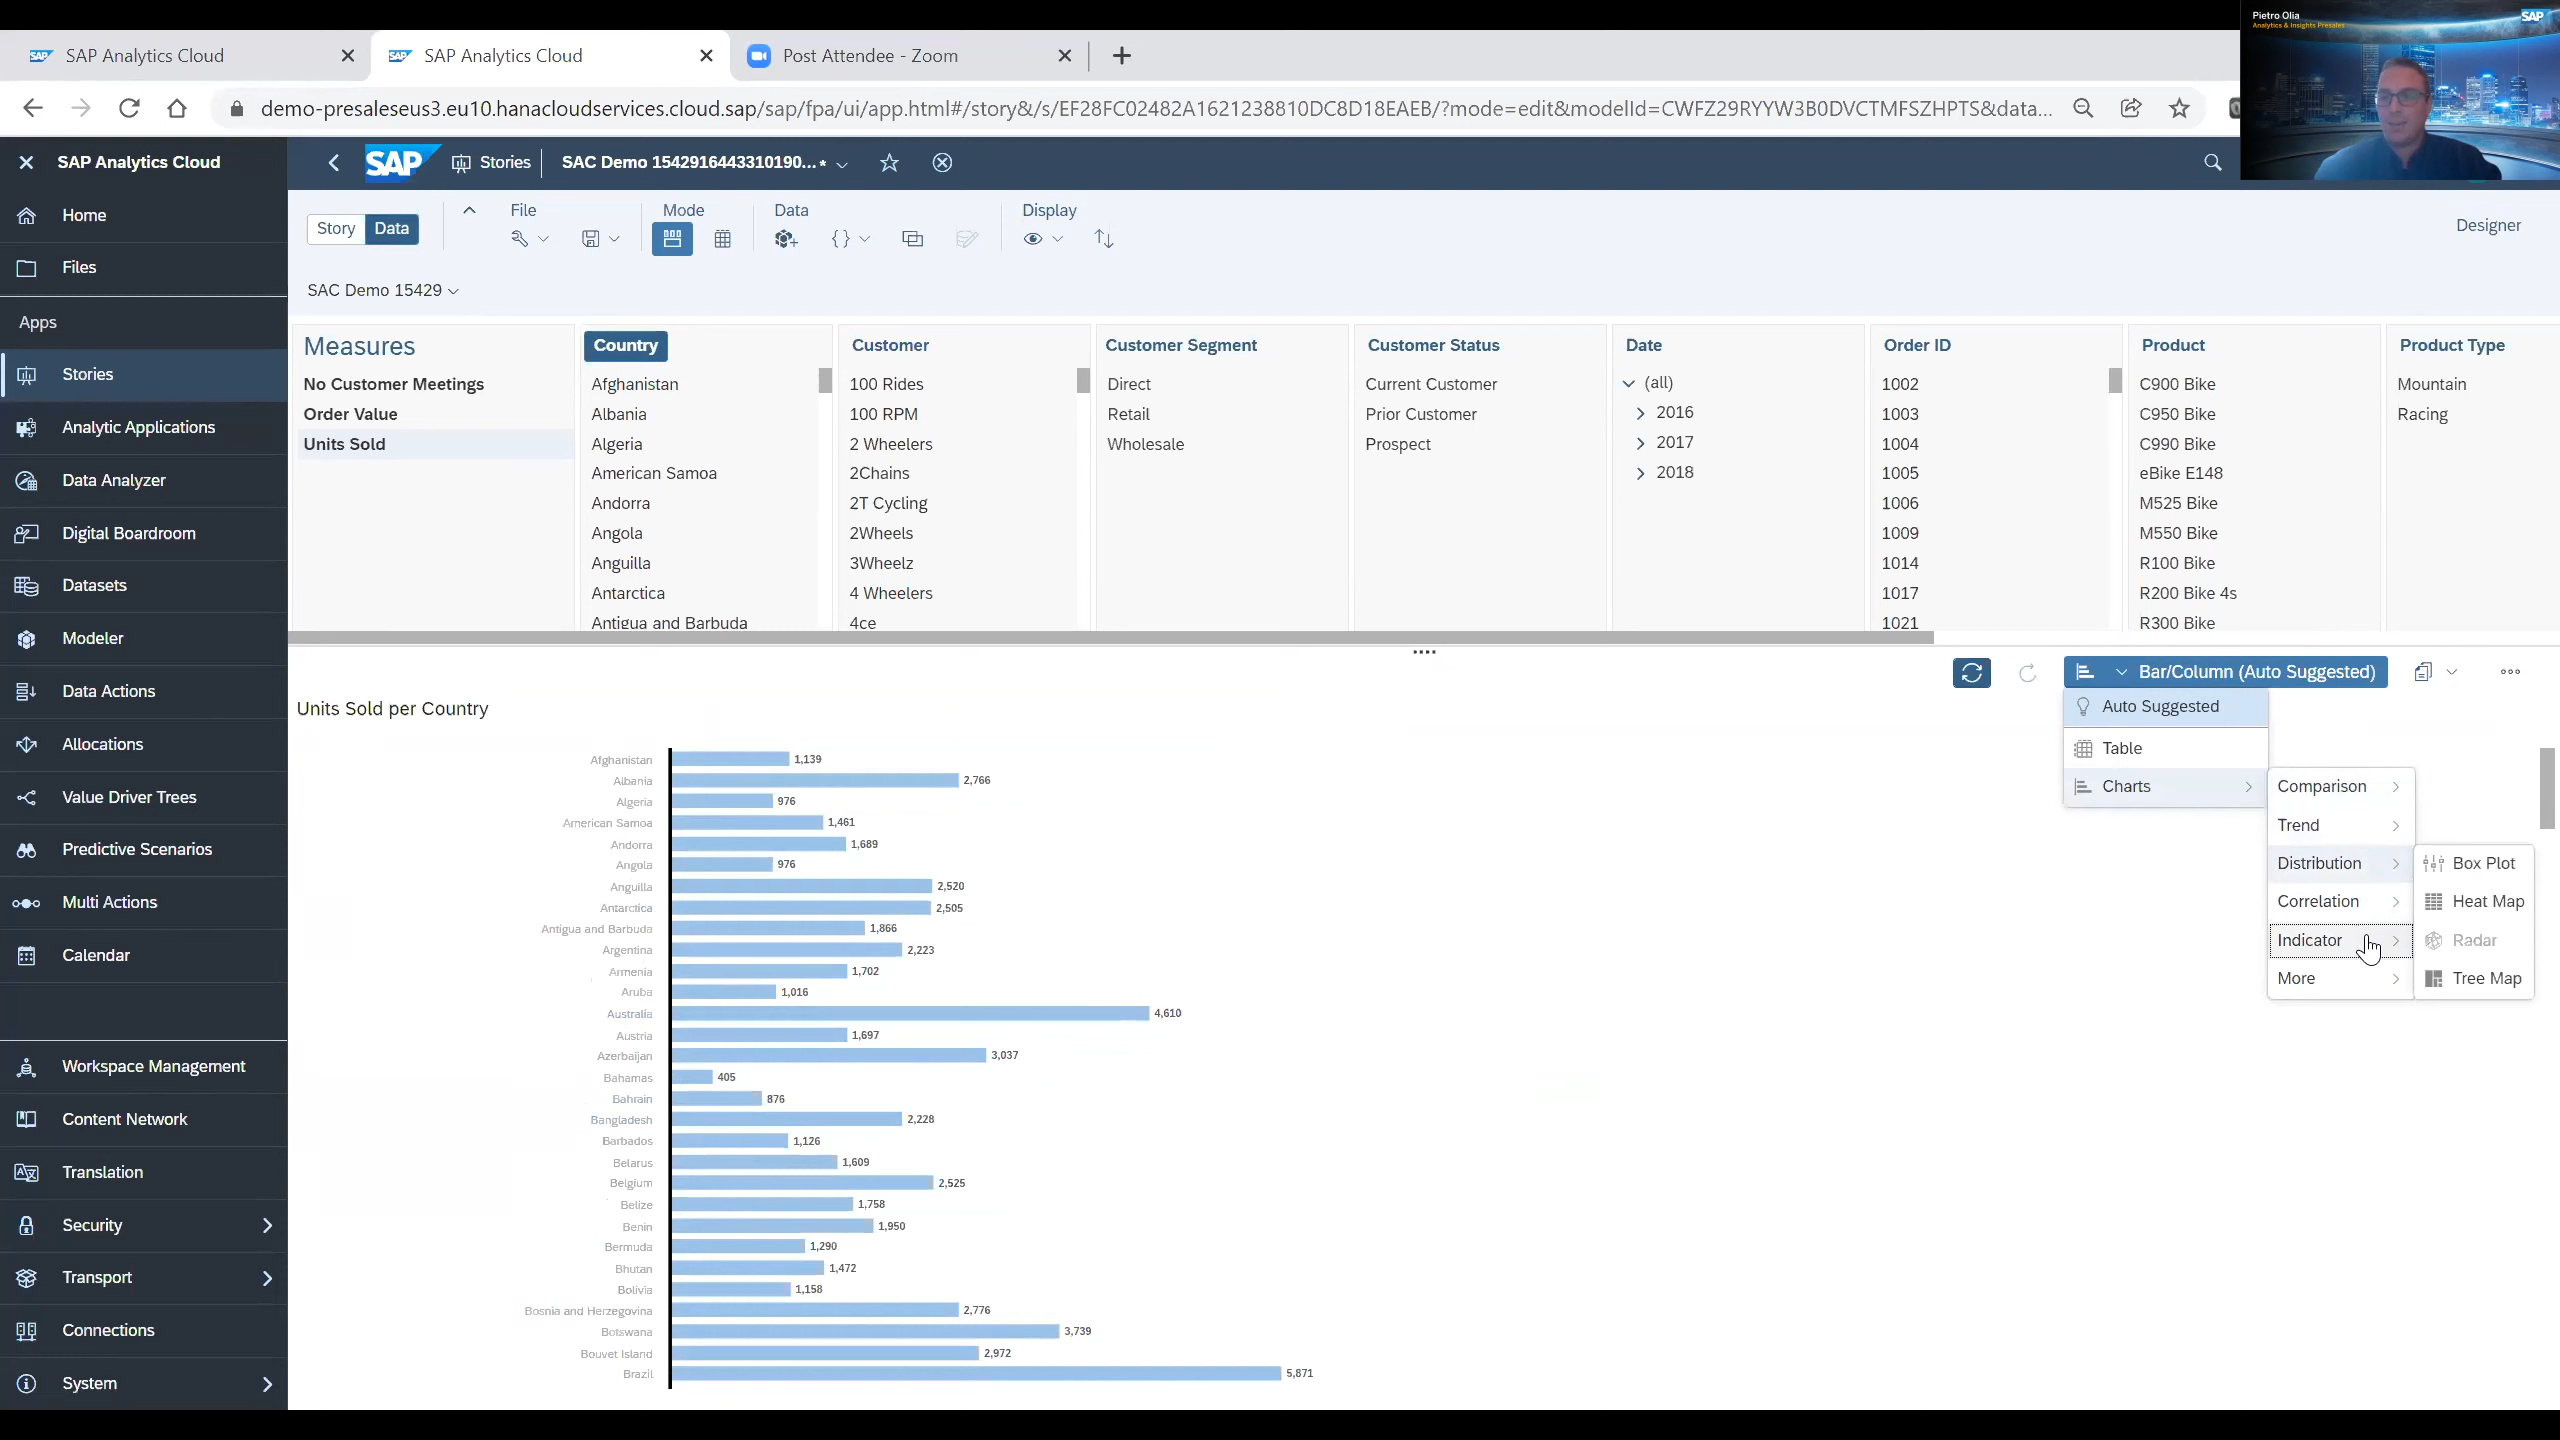 Pietro Olia
Analytics & Insights Presales
SAP
SAP Analytics Cloud
SAP Analytics Cloud
Post Attendee - Zoom
demo-presaleseus3.eu10.hanacloudservices.cloud.sap/sap/fpa/ui/app.html#/story&/s/EF28FC02482A1621238810DC8D18EAEB/?mode=edit&modelId=CWFZ29RYYW3B0DVCTMFSZHPTS&data...
SAP Analytics Cloud
SAP
Stories
SAC Demo 1542916443310190... *
Home
Files
Apps
Stories
Analytic Applications
Data Analyzer
Digital Boardroom
Datasets
Modeler
Data Actions
Allocations
Value Driver Trees
Predictive Scenarios
Multi Actions
Calendar
Workspace Management
Content Network
Translation
Security
Transport
Connections
System
Story
Data
File
Mode
Data
Display
Designer
SAC Demo 15429
Measures
No Customer Meetings
Order Value
Units Sold
Country
Afghanistan
Albania
Algeria
American Samoa
Andorra
Angola
Anguilla
Antarctica
Antigua and Barbuda
Customer
100 Rides
100 RPM
2 Wheelers
2Chains
2T Cycling
2Wheels
3Wheelz
4 Wheelers
4ce
Customer Segment
Direct
Retail
Wholesale
Customer Status
Current Customer
Prior Customer
Prospect
Date
(all)
2016
2017
2018
Order ID
1002
1003
1004
1005
1006
1009
1014
1017
1021
Product
C900 Bike
C950 Bike
C990 Bike
eBike E148
M525 Bike
M550 Bike
R100 Bike
R200 Bike 4s
R300 Bike
Product Type
Mountain
Racing
Bar/Column (Auto Suggested)
Auto Suggested
Table
Charts
Comparison
Trend
Distribution
Correlation
Indicator
More
Box Plot
Heat Map
Radar
Tree Map
Units Sold per Country
Afghanistan 1,139
Albania 2,766
Algeria 976
American Samoa 1,461
Andorra 1,689
Angola 976
Anguilla 2,520
Antarctica 2,505
Antigua and Barbuda 1,866
Argentina 2,223
Armenia 1,702
Aruba 1,016
Australia 4,610
Austria 1,697
Azerbaijan 3,037
Bahamas 405
Bahrain 876
Bangladesh 2,228
Barbados 1,126
Belarus 1,609
Belgium 2,525
Belize 1,758
Benin 1,950
Bermuda 1,290
Bhutan 1,472
Bolivia 1,158
Bosnia and Herzegovina 2,776
Botswana 3,739
Bouvet Island 2,972
Brazil 5,871